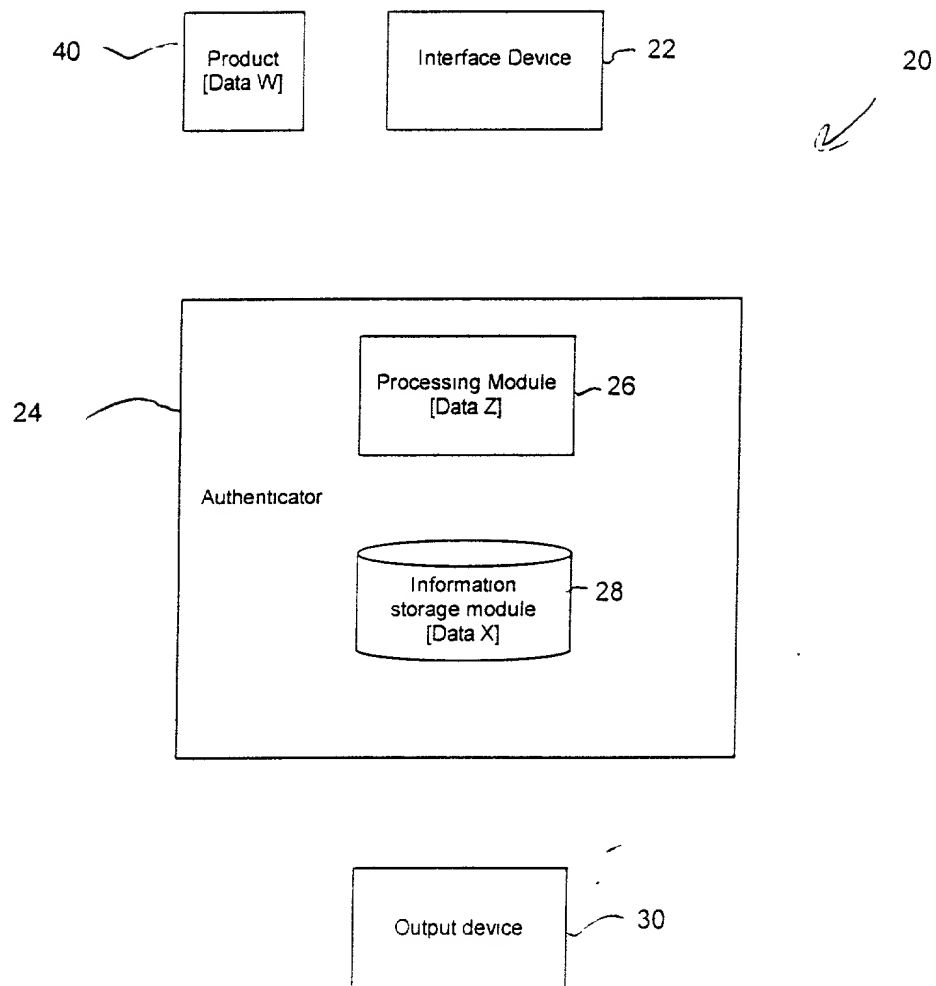 40
Product
[Data W]
Interface Device
22
20
Processing Module
[Data Z]
26
24
Authenticator
Information
storage module
[Data X]
28
Output device
30